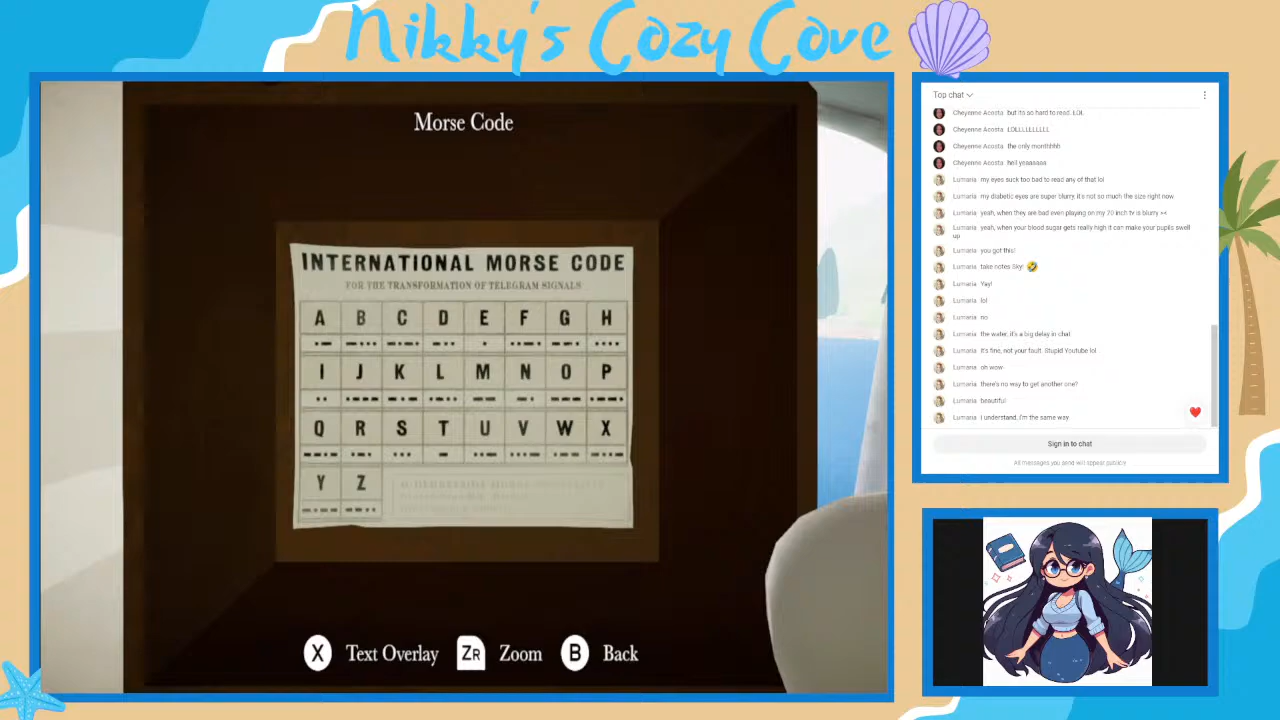 Nikky's Cozy Cove
Morse Code
INTERNATIONAL MORSE CODE
FOR THE TRANSFORMATION OF TELEGRAM SIGNALS
A B C D E F G H
I J K L M N O P
Q R S T U V W X
Y Z
X Text Overlay ZR Zoom B Back
Top chat
Cheyenne Acosta but its so hard to read. LOL
Cheyenne Acosta LOLLLLLLLLL
Cheyenne Acosta the only monthhhh
Cheyenne Acosta hell yeaaaaaa
Lumaria my eyes suck too bad to read any of that lol
Lumaria my diabetic eyes are super blurry, it's not so much the size right now
Lumaria yeah, when they are bad even playing on my 70 inch tv is blurry ><
Lumaria yeah, when your blood sugar gets really high it can make your pupils swell
up
Lumaria you got this!
Lumaria take notes Sky! 🤣
Lumaria Yay!
Lumaria lol
Lumaria no
Lumaria the water, it's a big delay in chat
Lumaria It's fine, not your fault. Stupid Youtube lol
Lumaria oh wow
Lumaria there's no way to get another one?
Lumaria beautiful
Lumaria I understand, I'm the same way
Sign in to chat
All messages you send will appear publicly